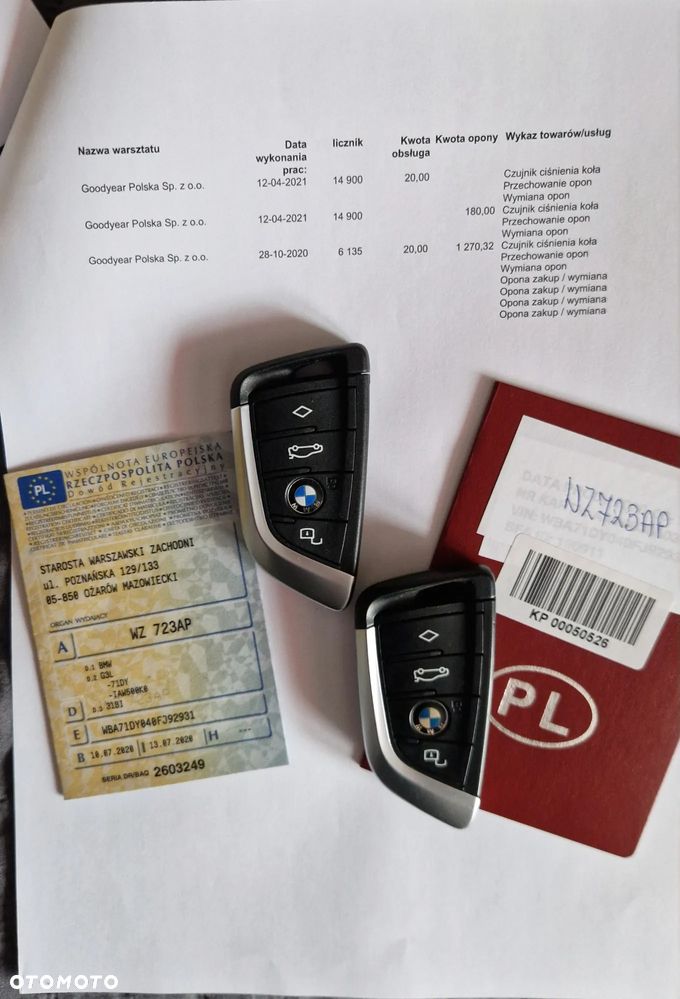 Nazwa warsztatu Data wykonania prac: licznik Kwota obsługa Kwota opony Wykaz towarów/usług
Goodyear Polska Sp. z o.o. 12-04-2021 14 900 20,00 Czujnik ciśnienia koła
Przechowanie opon
Wymiana opon
Goodyear Polska Sp. z o.o. 12-04-2021 14 900 180,00 Czujnik ciśnienia koła
Przechowanie opon
Wymiana opon
Goodyear Polska Sp. z o.o. 28-10-2020 6 135 20,00 1 270,32 Czujnik ciśnienia koła
Przechowanie opon
Wymiana opon
Opona zakup / wymiana
Opona zakup / wymiana
Opona zakup / wymiana
Opona zakup / wymiana
PL
WSPÓLNOTA EUROPEJSKA
RZECZPOSPOLITA POLSKA
Dowód Rejestracyjny
STAROSTA WARSZAWSKI ZACHODNI
ul. POZNAŃSKA 129/133
05-850 OŻARÓW MAZOWIECKI
ORGAN WYDAJĄCY
A WZ 723AP
D.1 BMW
D.2 G3L
-71DY
-IAW500K0
D D.3 318I
E WBA71DY040FJ92931
B 10.07.2020 I 13.07.2020 H ---
SERIA DR/BAQ 2603249
BMW
BMW
WZ723AP
KP 00050526
PL
OTOMOTO